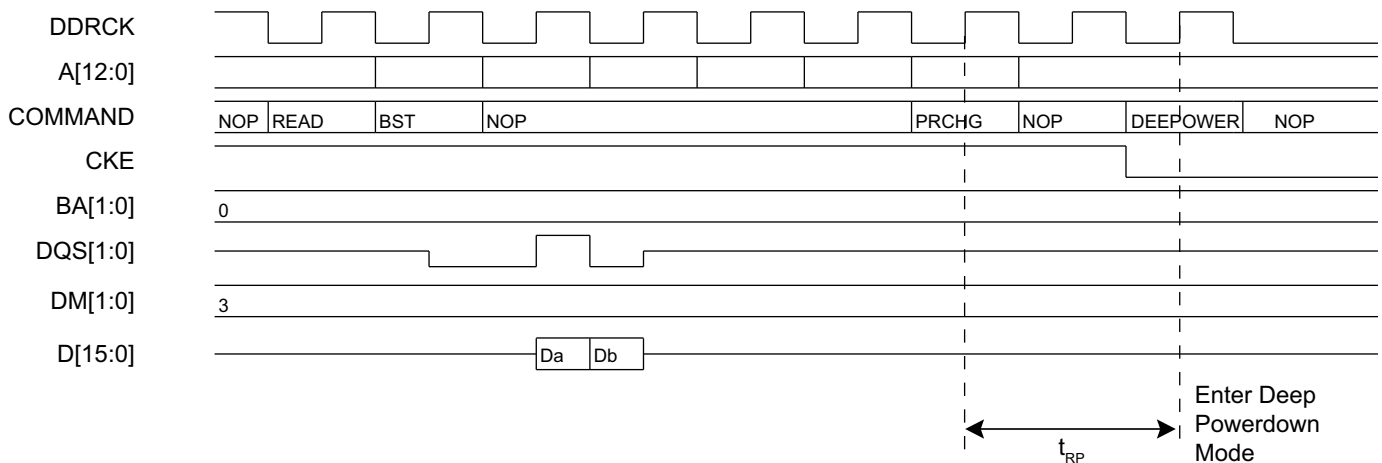 DDRCK
A[12:0]
COMMAND NOP READ BST NOP PRCHG NOP DEEPOWER NOP
CKE
BA[1:0] 0
DQS[1:0]
DM[1:0] 3
D[15:0] Da Db
Enter Deep
Powerdown
Mode
tRP